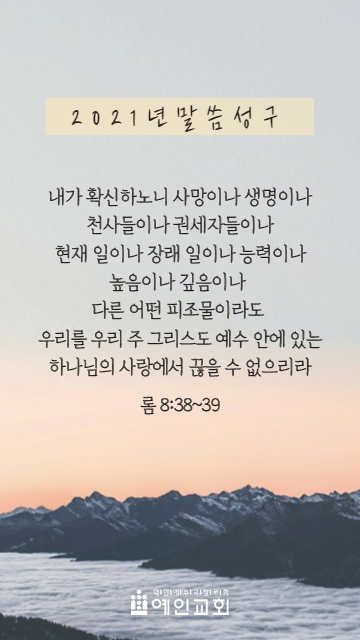 2021년말씀성구
내가 확신하노니 사망이나 생명이나
천사들이나 권세자들이나
현재 일이나 장래 일이나 능력이나
높음이나 깊음이나
다른 어떤 피조물이라도
우리를 우리 주 그리스도 예수 안에 있는
하나님의 사랑에서 끊을 수 없으리라
롬 8:38~39
예인교회